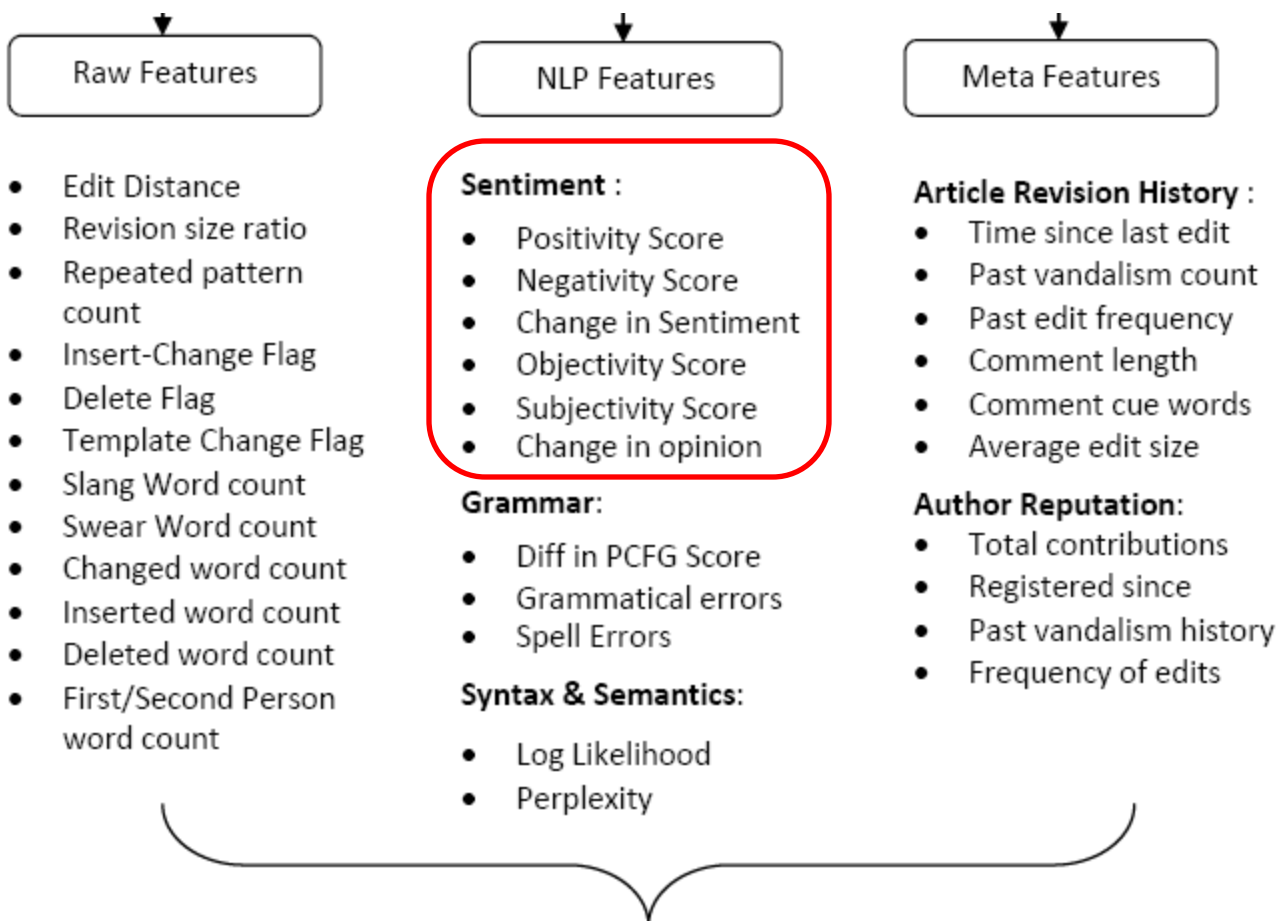 Raw Features
Edit Distance
Revision size ratio
Repeated pattern
count
Insert-Change Flag
Delete Flag
Template Change Flag
Slang Word count
Swear Word count
Changed word count
Inserted word count
Deleted word count
First/Second Person
word count
NLP Features
Sentiment :
Positivity Score
Negativity Score
Change in Sentiment
Objectivity Score
Subjectivity Score
Change in opinion
Grammar:
Diff in PCFG Score
Grammatical errors
Spell Errors
Syntax & Semantics:
Log Likelihood
Perplexity
Meta Features
Article Revision History :
Time since last edit
Past vandalism count
Past edit frequency
Comment length
Comment cue words
Average edit size
Author Reputation:
Total contributions
Registered since
Past vandalism history
Frequency of edits